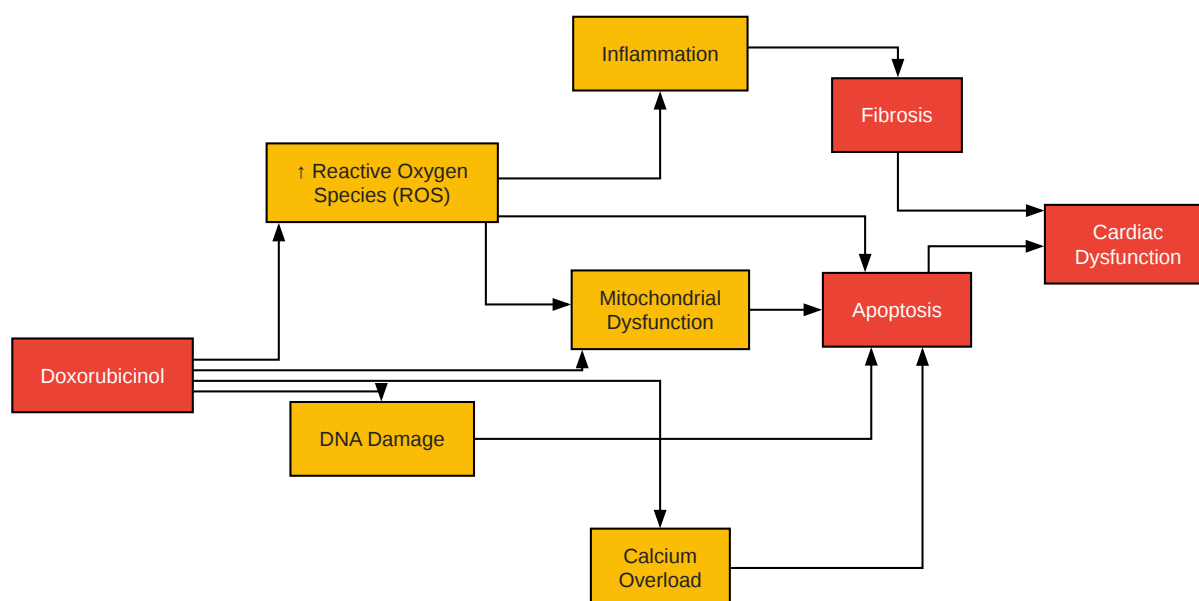 Inflammation
Fibrosis
↑ Reactive Oxygen
Species (ROS)
Cardiac
Dysfunction
Mitochondrial
Dysfunction
Apoptosis
Doxorubicinol
DNA Damage
Calcium
Overload